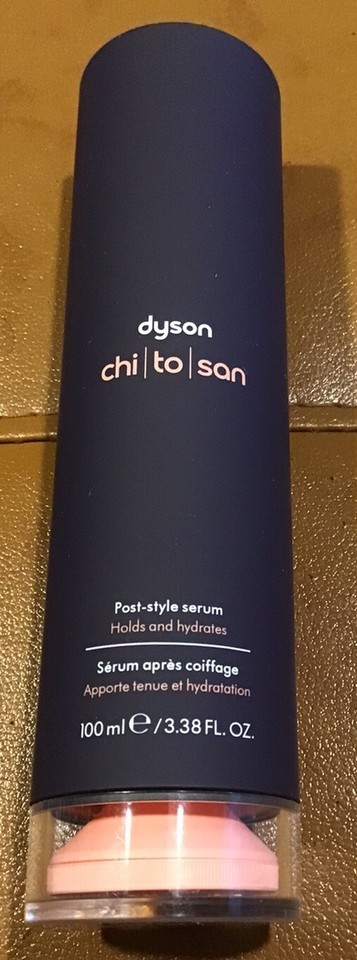 dyson
chi|to|san
Post-style serum
Holds and hydrates
Sérum après coiffage
Apporte tenue et hydratation
100 ml ℮ / 3.38 FL. OZ.